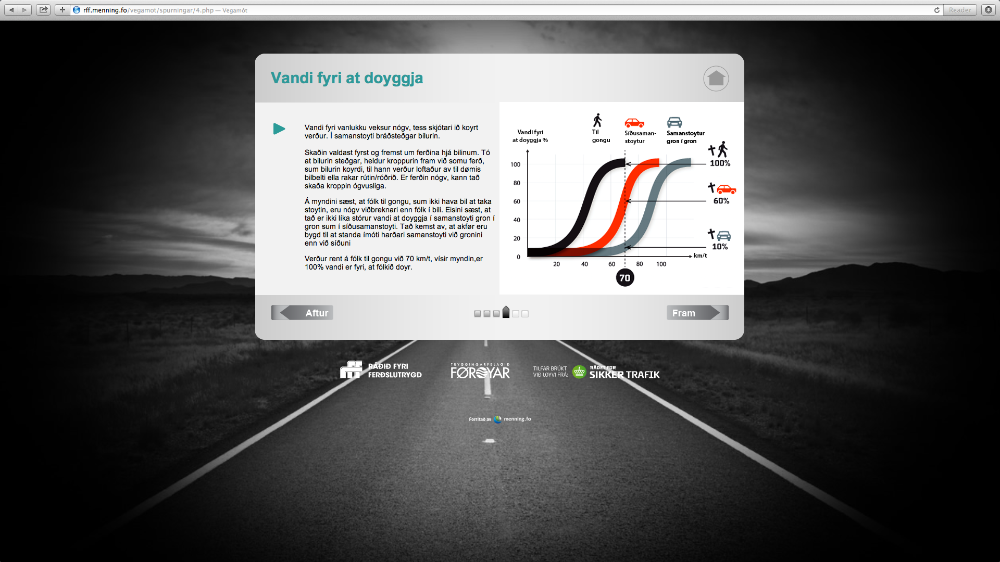 rff.menning.fo/vegamot/spurningar/4.php — Vegamót
Reader
Vandi fyri at doyggja
Vandi fyri vanlukku veksur nógv, tess skjótari ið koyrt
verður. Í samanstoyti bráðsteðgar bilurin.
Skaðin valdast fyrst og fremst um ferðina hjá bilinum. Tó
at bilurin steðgar, heldur kroppurin fram við somu ferð,
sum bilurin koyrdi, til hann verður loftaður av til dømis
bilbelti ella rakar rútin/róðrið. Er ferðin nógv, kann tað
skaða kroppin ógvusliga.
Á myndini sæst, at fólk til gongu, sum ikki hava bil at taka
stoytin, eru nógv viðbreknari enn fólk í bili. Eisini sæst, at
tað er ikki líka stórur vandi at doyggja í samanstoyti gron í
gron sum í síðusamanstoyti. Tað kemst av, at akfør eru
bygd til at standa ímóti harðari samanstoyti við gronini
enn við síðuni
Verður rent á fólk til gongu við 70 km/t, vísir myndin,er
100% vandi er fyri, at fólkið doyr.
Vandi fyri
at doyggja %
Til
gongu
Síðusaman-
stoytur
Samanstoytur
gron í gron
100
80
60
40
20
0
20
40
60
80
100
km/t
70
100%
60%
10%
Aftur
Fram
RÁÐIÐ FYRI
FERÐSLUTRYGD
TRYGGINGARFELAGIÐ
FØROYAR
TILFAR BRÚKT
VIÐ LOYVI FRÁ:
RÅDET FOR
SIKKER TRAFIK
Forritað av menning.fo